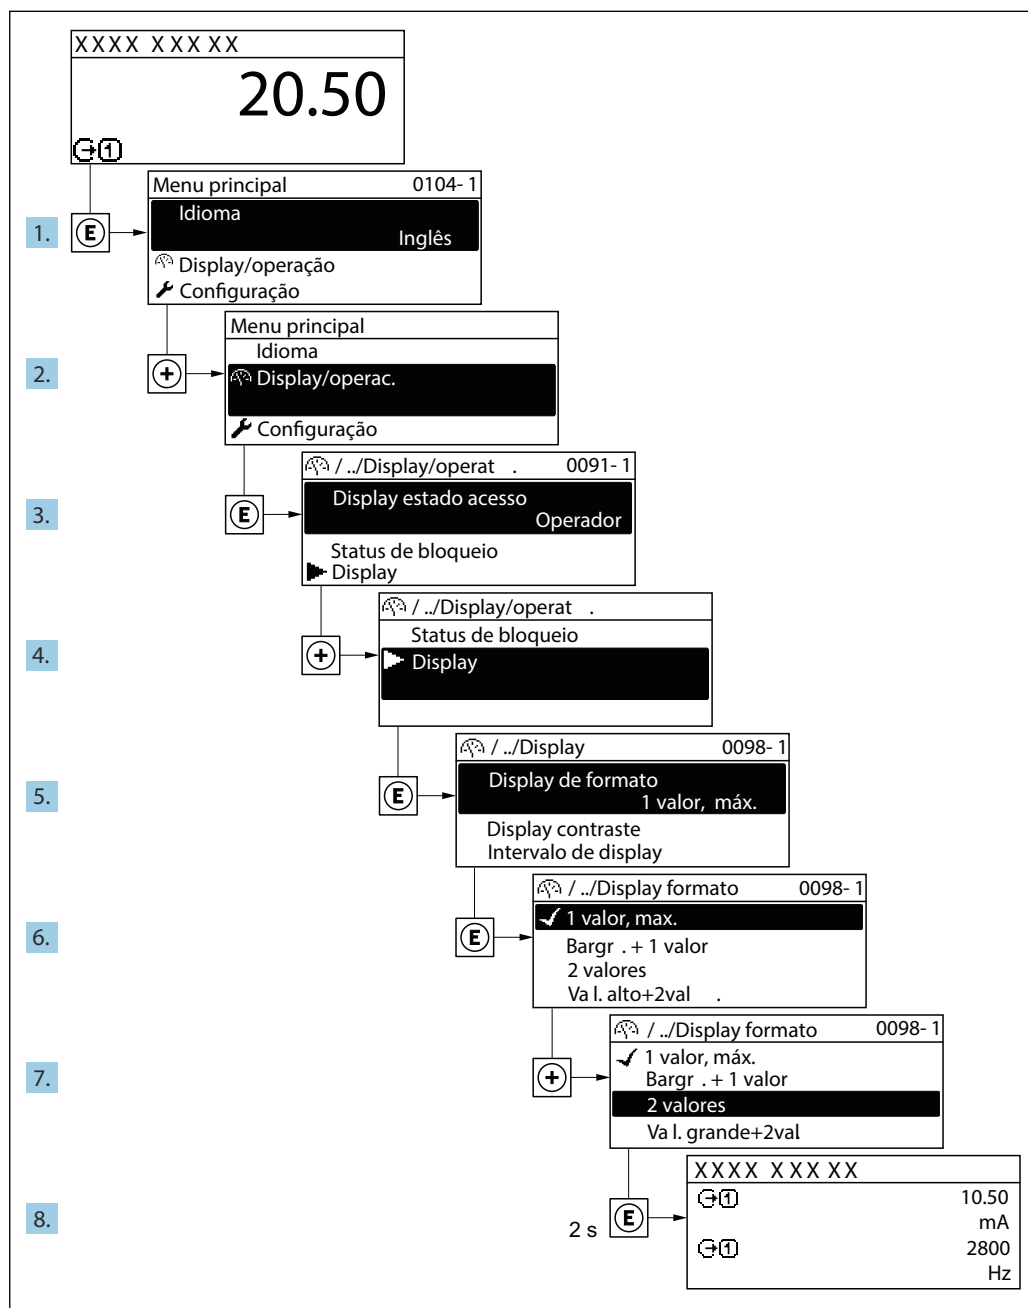 XXXX XXX XX
20.50
1
Menu principal 0104-1
Idioma
Inglês
1. E
Display/operação
Configuração
Menu principal
Idioma
2. + Display/operac.
Configuração
/ ../Display/operat . 0091-1
Display estado acesso
3. E Operador
Status de bloqueio
Display
/ ../Display/operat .
Status de bloqueio
4. + Display
/ ../Display 0098-1
Display de formato
5. E 1 valor, máx.
Display contraste
Intervalo de display
/ ../Display formato 0098-1
1 valor, max.
6. E
Bargr . + 1 valor
2 valores
Va l. alto+2val .
/ ../Display formato 0098-1
1 valor, máx.
7. + Bargr . + 1 valor
2 valores
Va l. grande+2val
XXXX XXX XX
1 10.50
8. 2 s E mA
1 2800
Hz